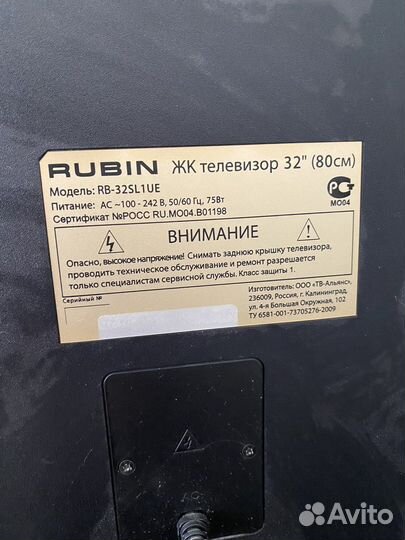 RUBIN ЖК телевизор 32" (80см)
Модель: RB-32SL1UE
Питание: AC ~100 - 242 В, 50/60 Гц, 75Вт
Сертификат №РОСС RU.МО04.В01198
МО04
ВНИМАНИЕ
Опасно, высокое напряжение! Снимать заднюю крышку телевизора,
проводить техническое обслуживание и ремонт разрешается
только специалистам сервисной службы. Класс защиты 1.
Серийный №
Изготовитель: ООО «ТВ-Альянс»,
236009, Россия, г. Калининград,
ул. 4-я Большая Окружная, 102
ТУ 6581-001-73705276-2009
AC
Avito